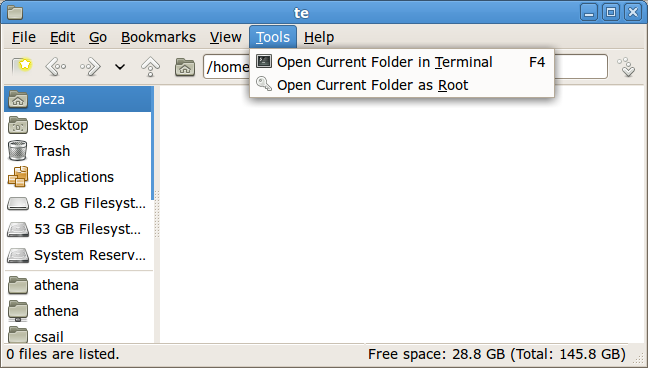 te
File Edit Go Bookmarks View Tools Help
Open Current Folder in Terminal F4
/home
Open Current Folder as Root
geza
Desktop
Trash
Applications
8.2 GB Filesyst...
53 GB Filesyst...
System Reserv...
athena
athena
csail
0 files are listed.
Free space: 28.8 GB (Total: 145.8 GB)